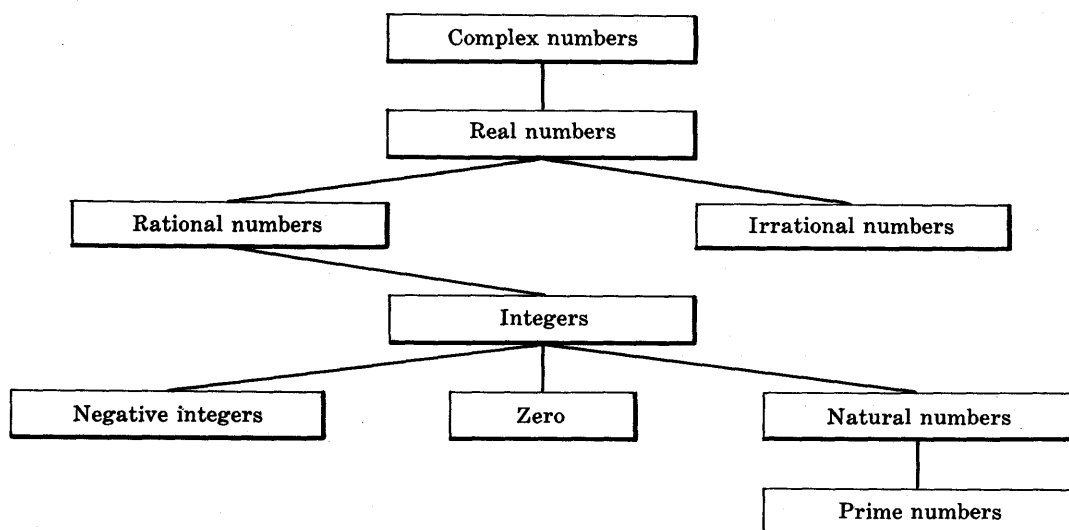 Complex numbers
Real numbers
Rational numbers
Irrational numbers
Integers
Negative integers
Zero
Natural numbers
Prime numbers